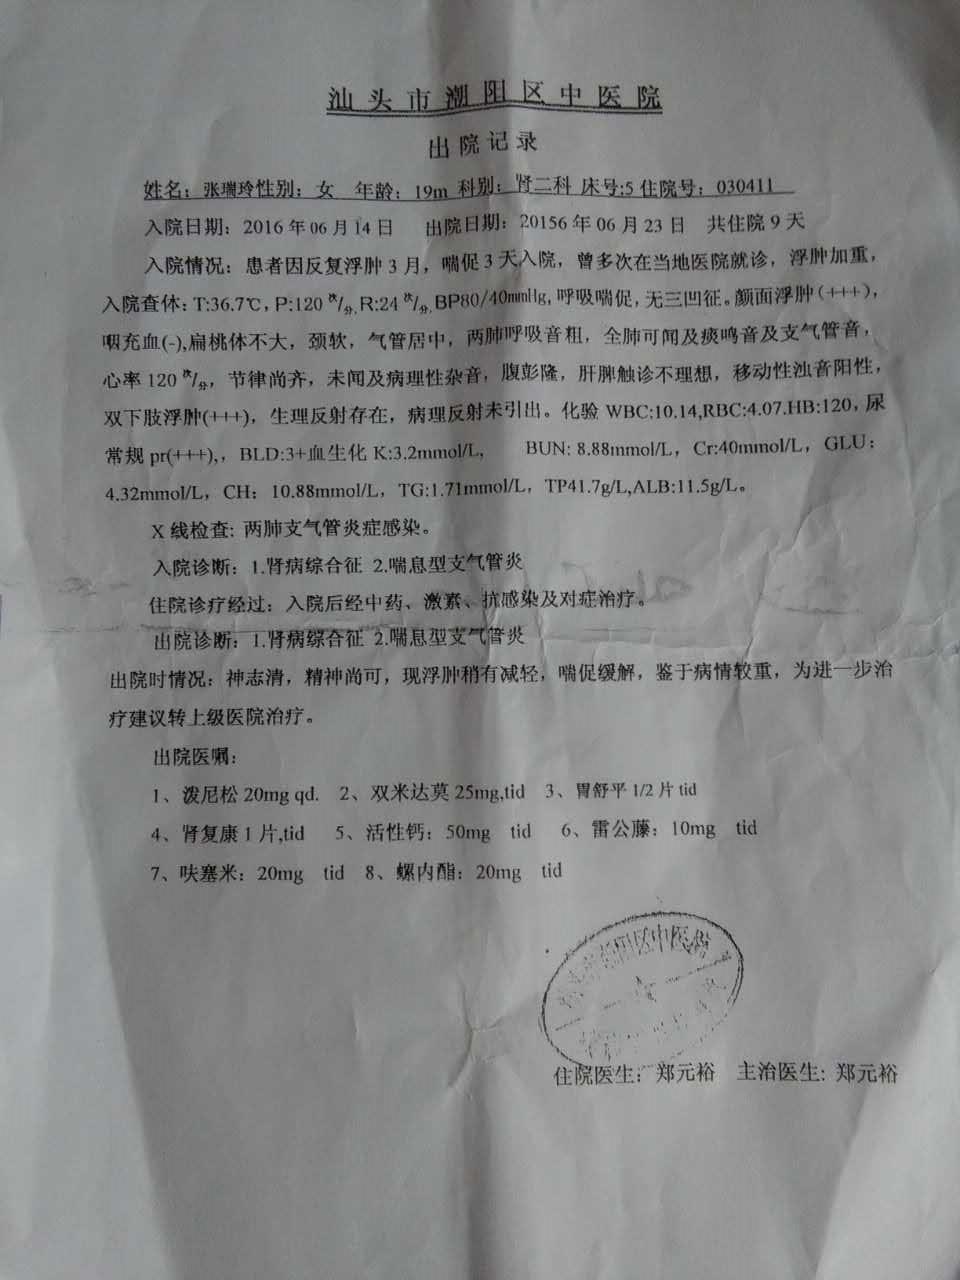 汕头市潮阳区中医院
出院记录
姓名：张瑞玲性别：女 年龄：19m 科别：肾二科 床号:5 住院号：030411
入院日期：2016年06月14日 出院日期：20156年06月23日 共住院9天
入院情况：患者因反复浮肿3月，喘促3天入院，曾多次在当地医院就诊，浮肿加重，
入院查体：T:36.7℃，P:120次/分，R:24次/分，BP80/40mmHg，呼吸喘促，无三凹征。颜面浮肿（+++），
咽充血(-),扁桃体不大，颈软，气管居中，两肺呼吸音粗，全肺可闻及痰鸣音及支气管音，
心率120次/分，节律尚齐，未闻及病理性杂音，腹彭隆，肝脾触诊不理想，移动性浊音阳性，
双下肢浮肿(+++)，生理反射存在，病理反射未引出。化验WBC:10.14,RBC:4.07.HB:120，尿
常规pr(+++),，BLD:3+血生化K:3.2mmol/L, BUN: 8.88mmol/L，Cr:40mmol/L，GLU：
4.32mmol/L，CH：10.88mmol/L，TG:1.71mmol/L，TP41.7g/L,ALB:11.5g/L。
X线检查: 两肺支气管炎症感染。
入院诊断：1.肾病综合征 2.喘息型支气管炎
住院诊疗经过：入院后经中药、激素、抗感染及对症治疗。
出院诊断：1.肾病综合征 2.喘息型支气管炎
出院时情况：神志清，精神尚可，现浮肿稍有减轻，喘促缓解，鉴于病情较重，为进一步治
疗建议转上级医院治疗。
出院医嘱：
1、泼尼松20mg qd. 2、双米达莫25mg,tid 3、胃舒平1/2片tid
4、肾复康1片,tid 5、活性钙：50mg tid 6、雷公藤：10mg tid
7、呋塞米：20mg tid 8、螺内酯：20mg tid
阳区中医院
住院医生：郑元裕 主治医生: 郑元裕